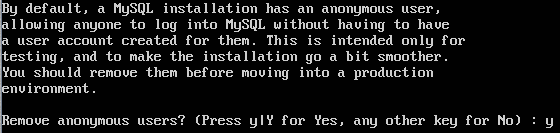 By default, a MySQL installation has an anonymous user,
allowing anyone to log into MySQL without having to have
a user account created for them. This is intended only for
testing, and to make the installation go a bit smoother.
You should remove them before moving into a production
environment.
Remove anonymous users? (Press y|Y for Yes, any other key for No) : y